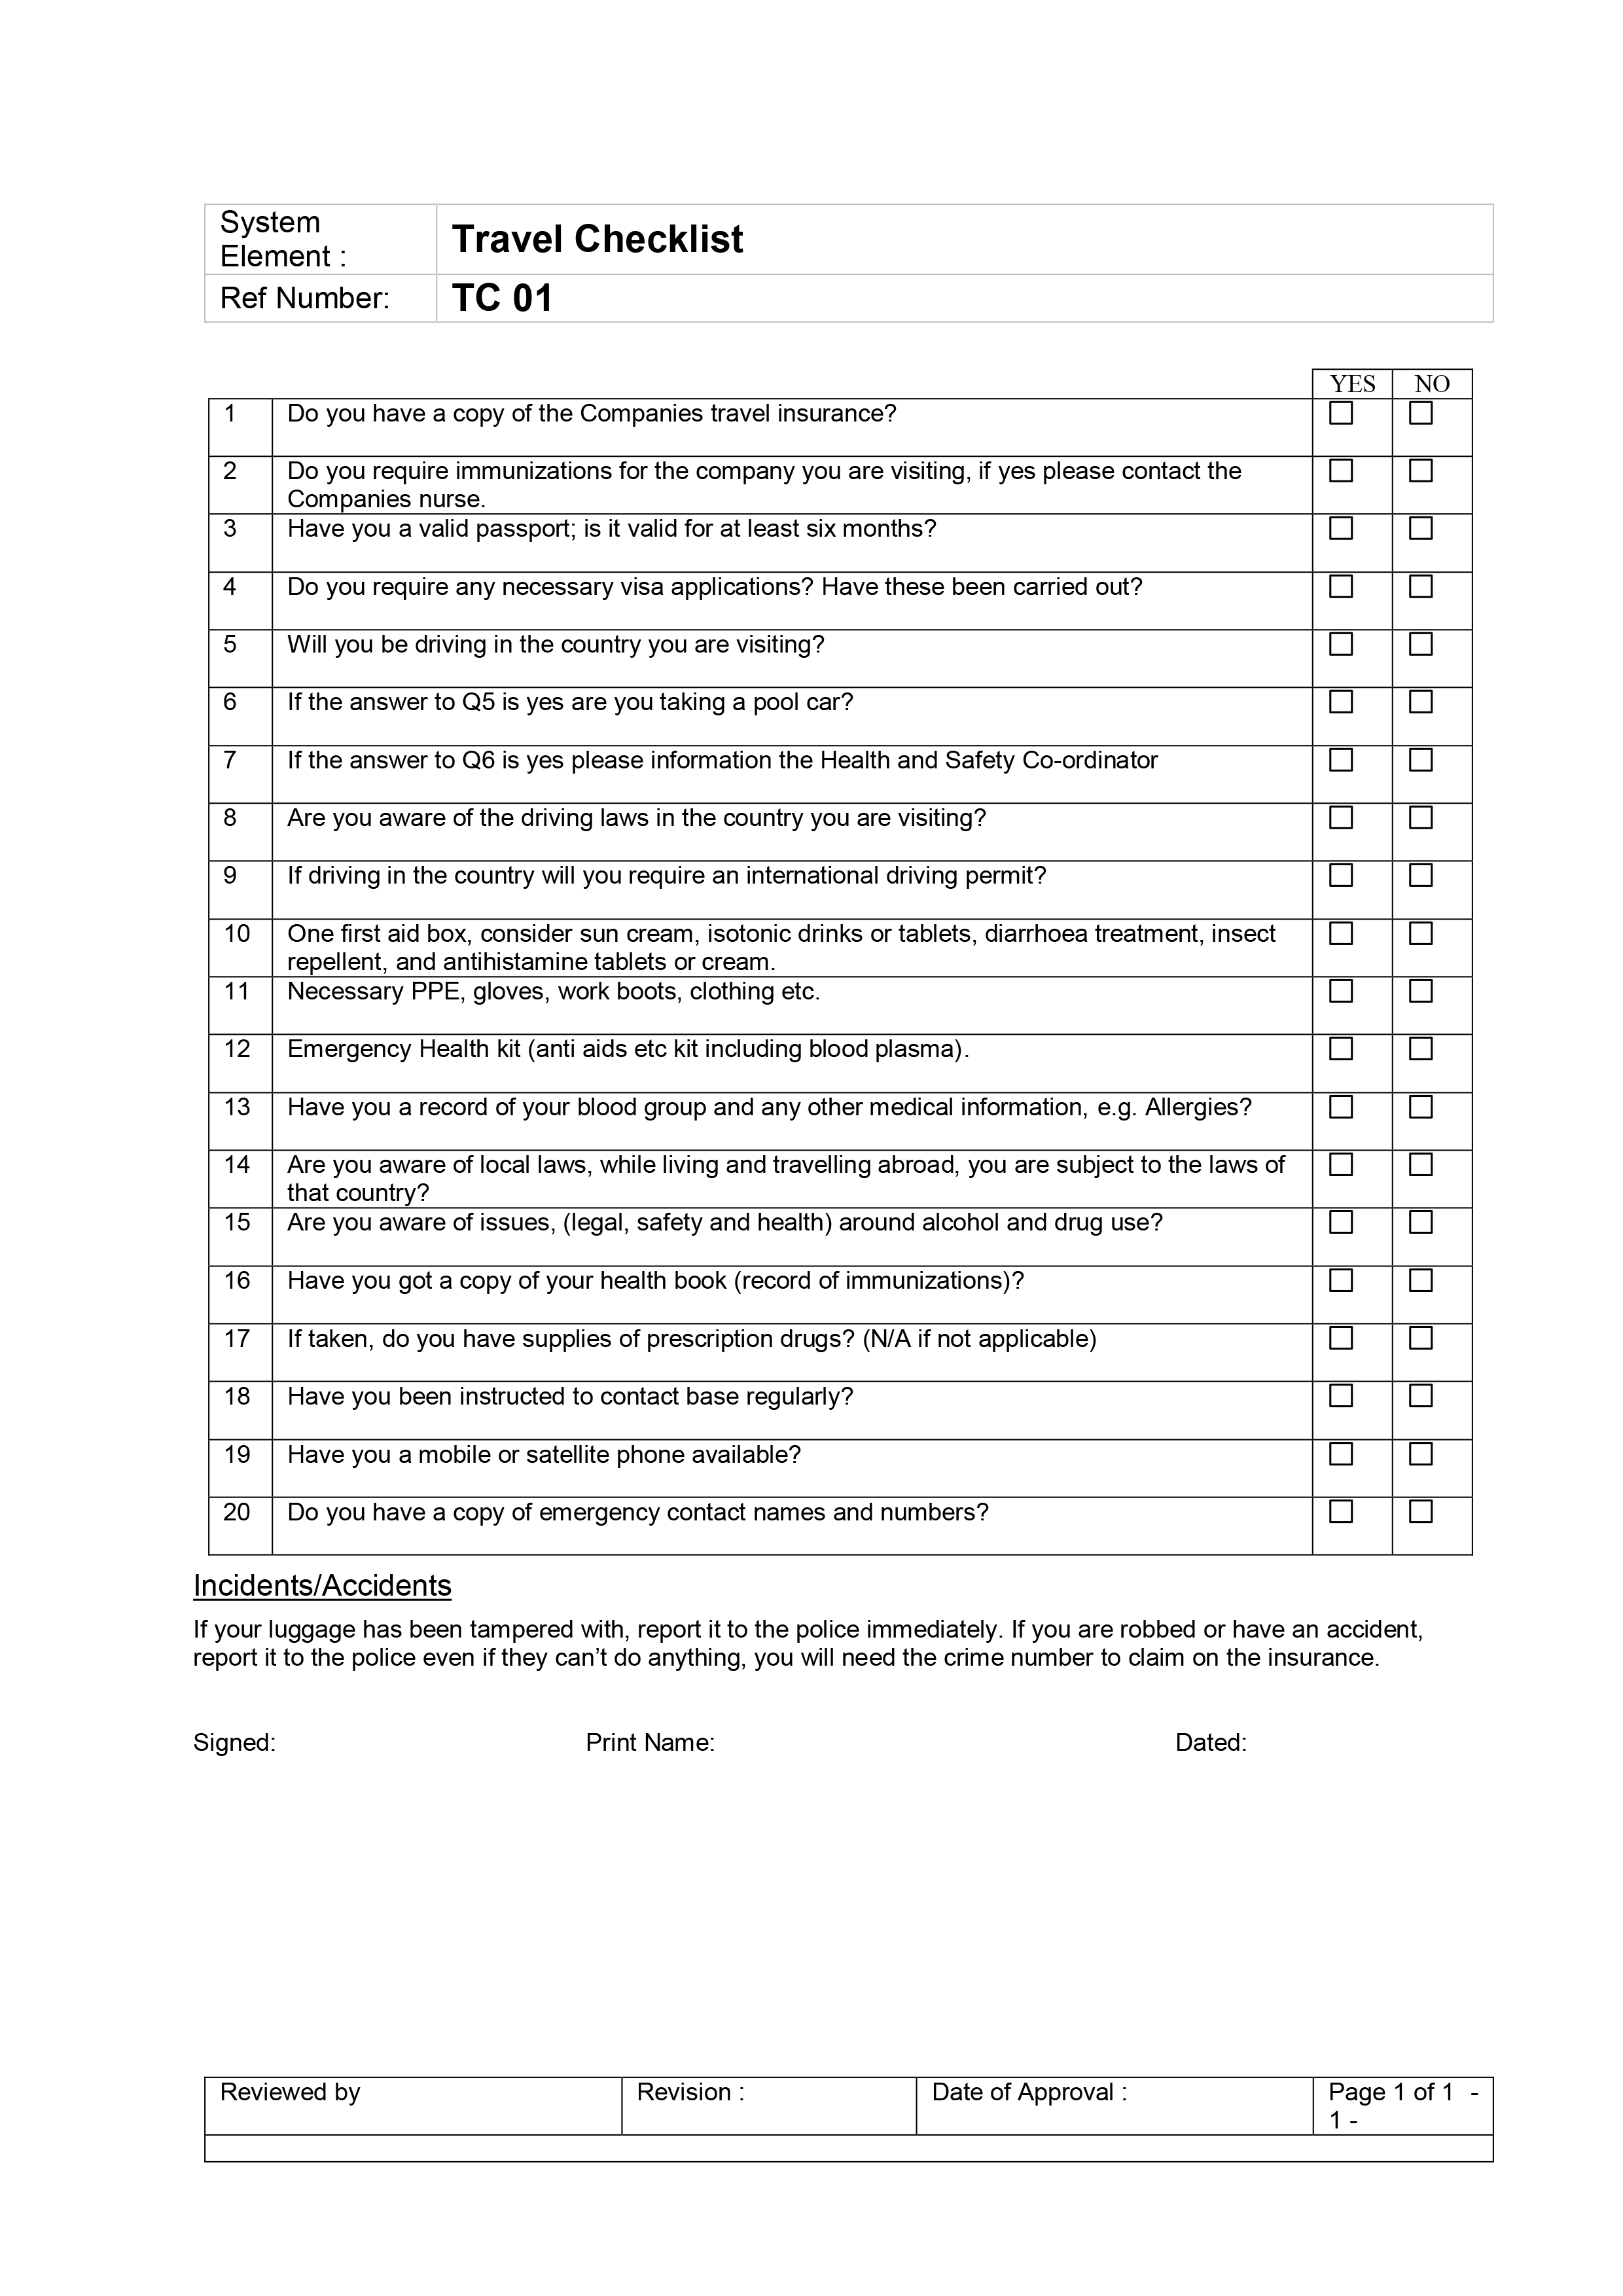 System
Element :
Travel Checklist
Ref Number:
TC 01
YES NO
1 Do you have a copy of the Companies travel insurance?
2 Do you require immunizations for the company you are visiting, if yes please contact the
Companies nurse.
3 Have you a valid passport; is it valid for at least six months?
4 Do you require any necessary visa applications? Have these been carried out?
5 Will you be driving in the country you are visiting?
6 If the answer to Q5 is yes are you taking a pool car?
7 If the answer to Q6 is yes please information the Health and Safety Co-ordinator
8 Are you aware of the driving laws in the country you are visiting?
9 If driving in the country will you require an international driving permit?
10 One first aid box, consider sun cream, isotonic drinks or tablets, diarrhoea treatment, insect
repellent, and antihistamine tablets or cream.
11 Necessary PPE, gloves, work boots, clothing etc.
12 Emergency Health kit (anti aids etc kit including blood plasma).
13 Have you a record of your blood group and any other medical information, e.g. Allergies?
14 Are you aware of local laws, while living and travelling abroad, you are subject to the laws of
that country?
15 Are you aware of issues, (legal, safety and health) around alcohol and drug use?
16 Have you got a copy of your health book (record of immunizations)?
17 If taken, do you have supplies of prescription drugs? (N/A if not applicable)
18 Have you been instructed to contact base regularly?
19 Have you a mobile or satellite phone available?
20 Do you have a copy of emergency contact names and numbers?
Incidents/Accidents
If your luggage has been tampered with, report it to the police immediately. If you are robbed or have an accident,
report it to the police even if they can’t do anything, you will need the crime number to claim on the insurance.
Signed: Print Name: Dated:
Reviewed by Revision : Date of Approval : Page 1 of 1 -
1 -